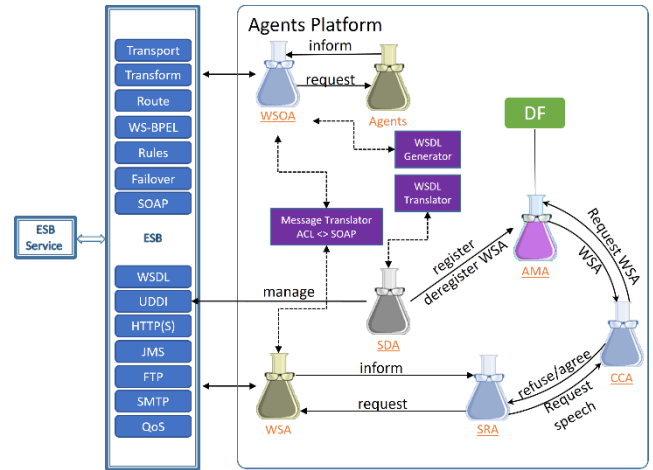 Agents Platform
Transport
Transform
Route
WS-BPEL
Rules
Failover
SOAP
ESB
Service
ESB
WSDL
UDDI
HTTP(S)
JMS
FTP
SMTP
QoS
inform
request
WSOA
Agents
WSDL
Generator
WSDL
Translator
Message Translator
ACL <> SOAP
DF
register
deregister WSA
AMA
Request WSA
WSA
manage
SDA
CCA
inform
request
WSA
SRA
refuse/agree
Request
speech